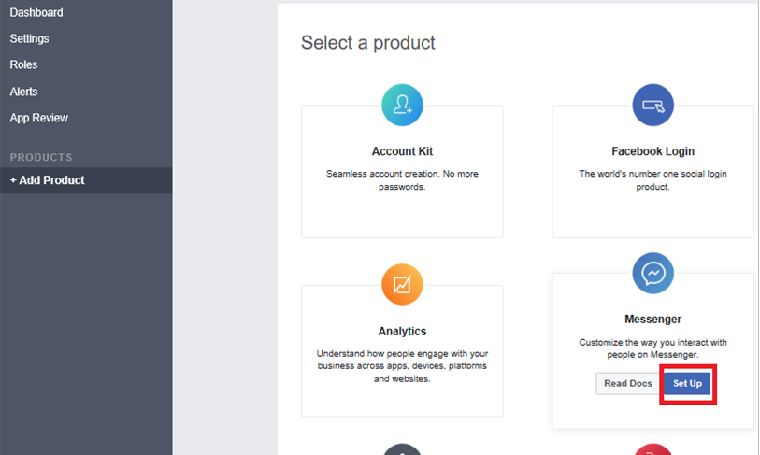 Dashboard
Settings
Roles
Alerts
App Review
PRODUCTS
+ Add Product
Select a product
Account Kit
Seamless account creation. No more
passwords.
Facebook Login
The world's number one social login
product.
Analytics
Understand how people engage with your
business across apps, devices, platforms
and websites.
Messenger
Customize the way you interact with
people on Messenger.
Read Docs
Set Up